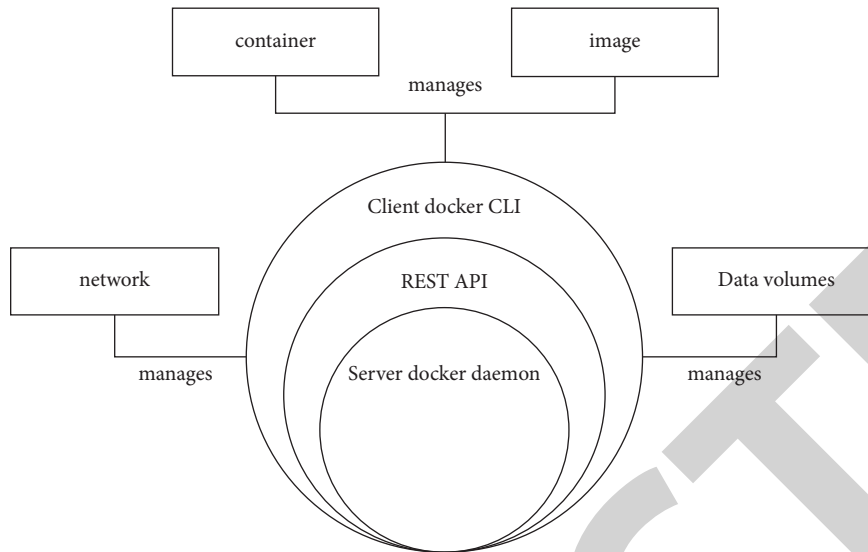 container
image
manages
Client docker CLI
network
REST API
Data volumes
Server docker daemon
manages
manages